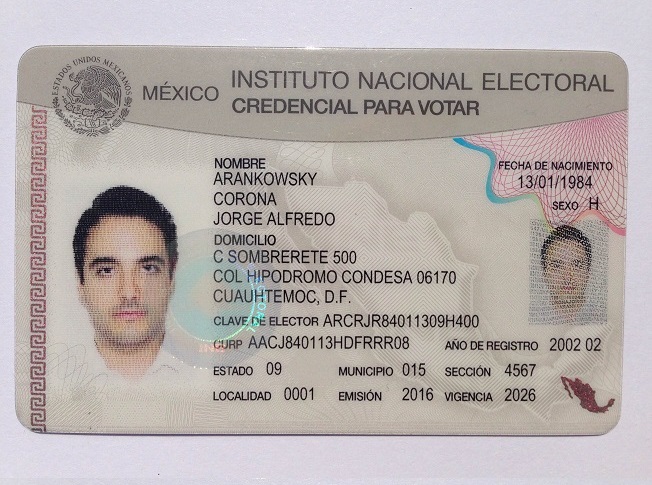 ESTADOS UNIDOS MEXICANOS
MÉXICO INSTITUTO NACIONAL ELECTORAL
CREDENCIAL PARA VOTAR
NOMBRE
ARANKOWSKY
CORONA
JORGE ALFREDO
FECHA DE NACIMIENTO
13/01/1984
SEXO H
DOMICILIO
C SOMBRERETE 500
COL HIPODROMO CONDESA 06170
CUAUHTEMOC, D.F.
CLAVE DE ELECTOR ARCRJR84011309H400
CURP AACJ840113HDFRRR08 AÑO DE REGISTRO 2002 02
ESTADO 09 MUNICIPIO 015 SECCIÓN 4567
LOCALIDAD 0001 EMISIÓN 2016 VIGENCIA 2026
INE